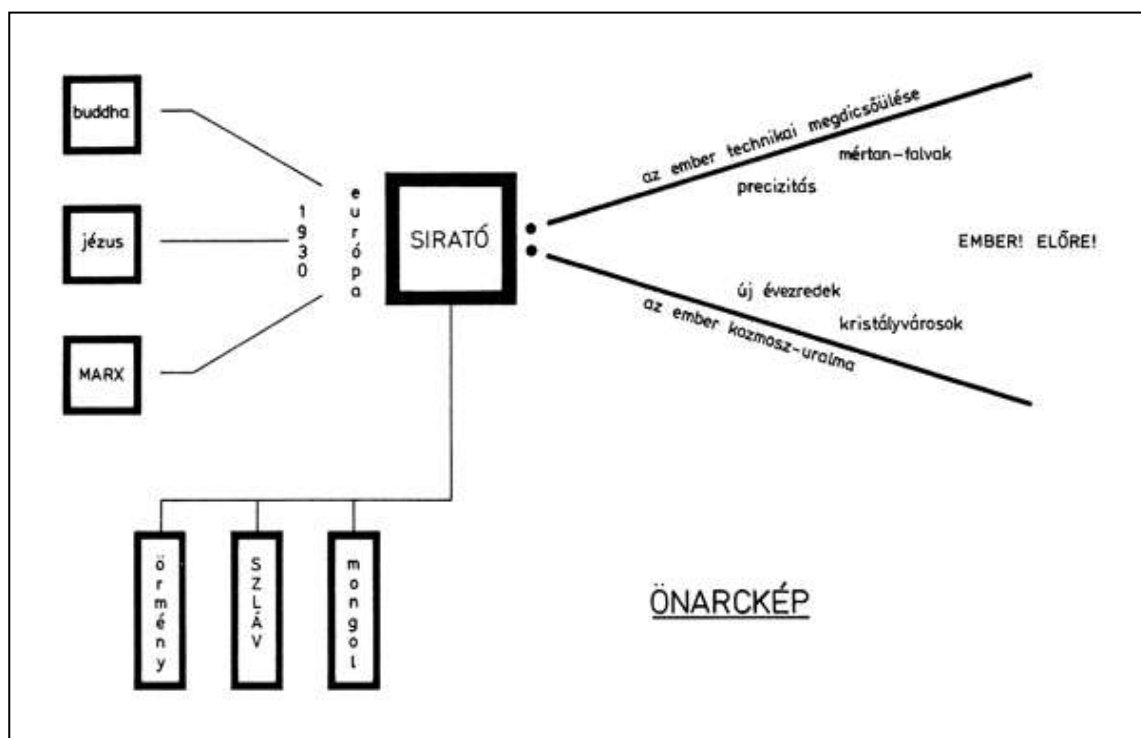 buddha
jézus
MARX
1930
európa
SIRATÓ
:
az ember technikai megdicsőülése
mértan-falvak
precizitás
EMBER! ELŐRE!
új évezredek
kristályvárosok
az ember kozmosz-uralma
örmény
SZLÁV
mongol
ÖNARCKÉP